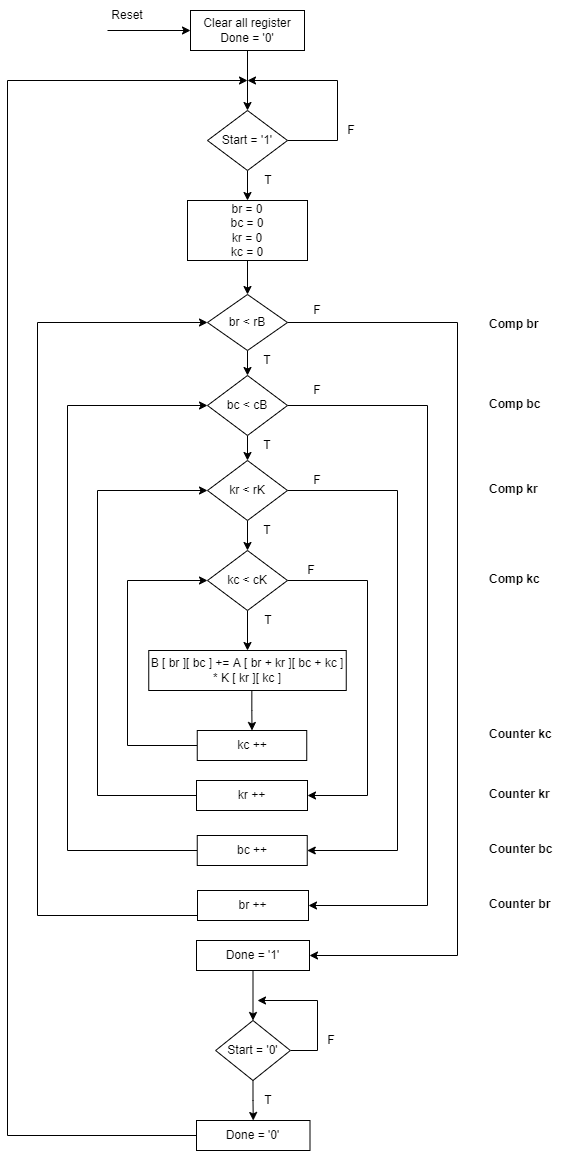 Reset
Clear all register
Done = '0'
Start = '1'
F
T
br = 0
bc = 0
kr = 0
kc = 0
br < rB
F
Comp br
T
bc < cB
F
Comp bc
T
kr < rK
F
Comp kr
T
kc < cK
F
Comp kc
T
B [ br ][ bc ] += A [ br + kr ][ bc + kc ]
* K [ kr ][ kc ]
kc ++
Counter kc
kr ++
Counter kr
bc ++
Counter bc
br ++
Counter br
Done = '1'
Start = '0'
F
T
Done = '0'